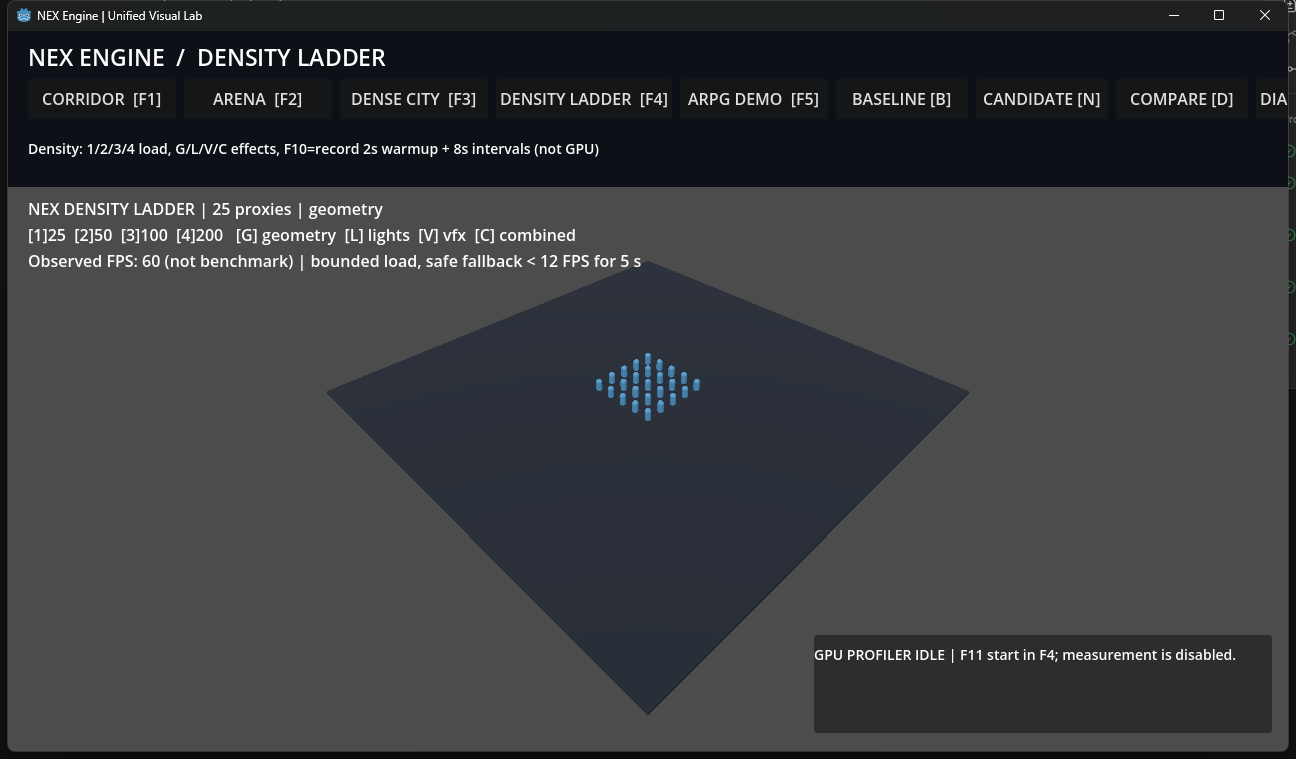 NEX Engine | Unified Visual Lab
NEX ENGINE / DENSITY LADDER
CORRIDOR [F1] ARENA [F2] DENSE CITY [F3] DENSITY LADDER [F4] ARPG DEMO [F5] BASELINE [B] CANDIDATE [N] COMPARE [D] DIA
Density: 1/2/3/4 load, G/L/V/C effects, F10=record 2s warmup + 8s intervals (not GPU)
NEX DENSITY LADDER | 25 proxies | geometry
[1]25 [2]50 [3]100 [4]200 [G] geometry [L] lights [V] vfx [C] combined
Observed FPS: 60 (not benchmark) | bounded load, safe fallback < 12 FPS for 5 s
GPU PROFILER IDLE | F11 start in F4; measurement is disabled.